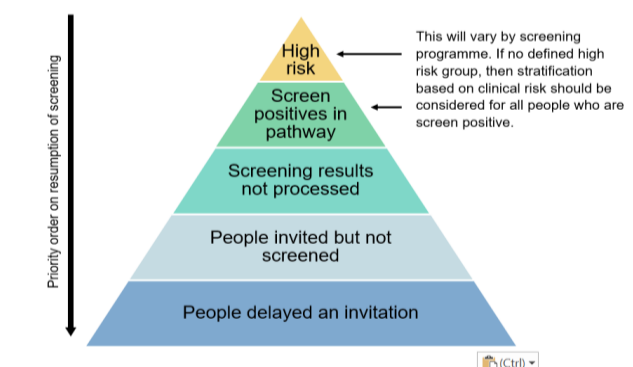 Priority order on resumption of screening
High
risk
This will vary by screening
programme. If no defined high
risk group, then stratification
based on clinical risk should be
considered for all people who are
screen positive.
Screen
positives in
pathway
Screening results
not processed
People invited but not
screened
People delayed an invitation
(Ctrl)